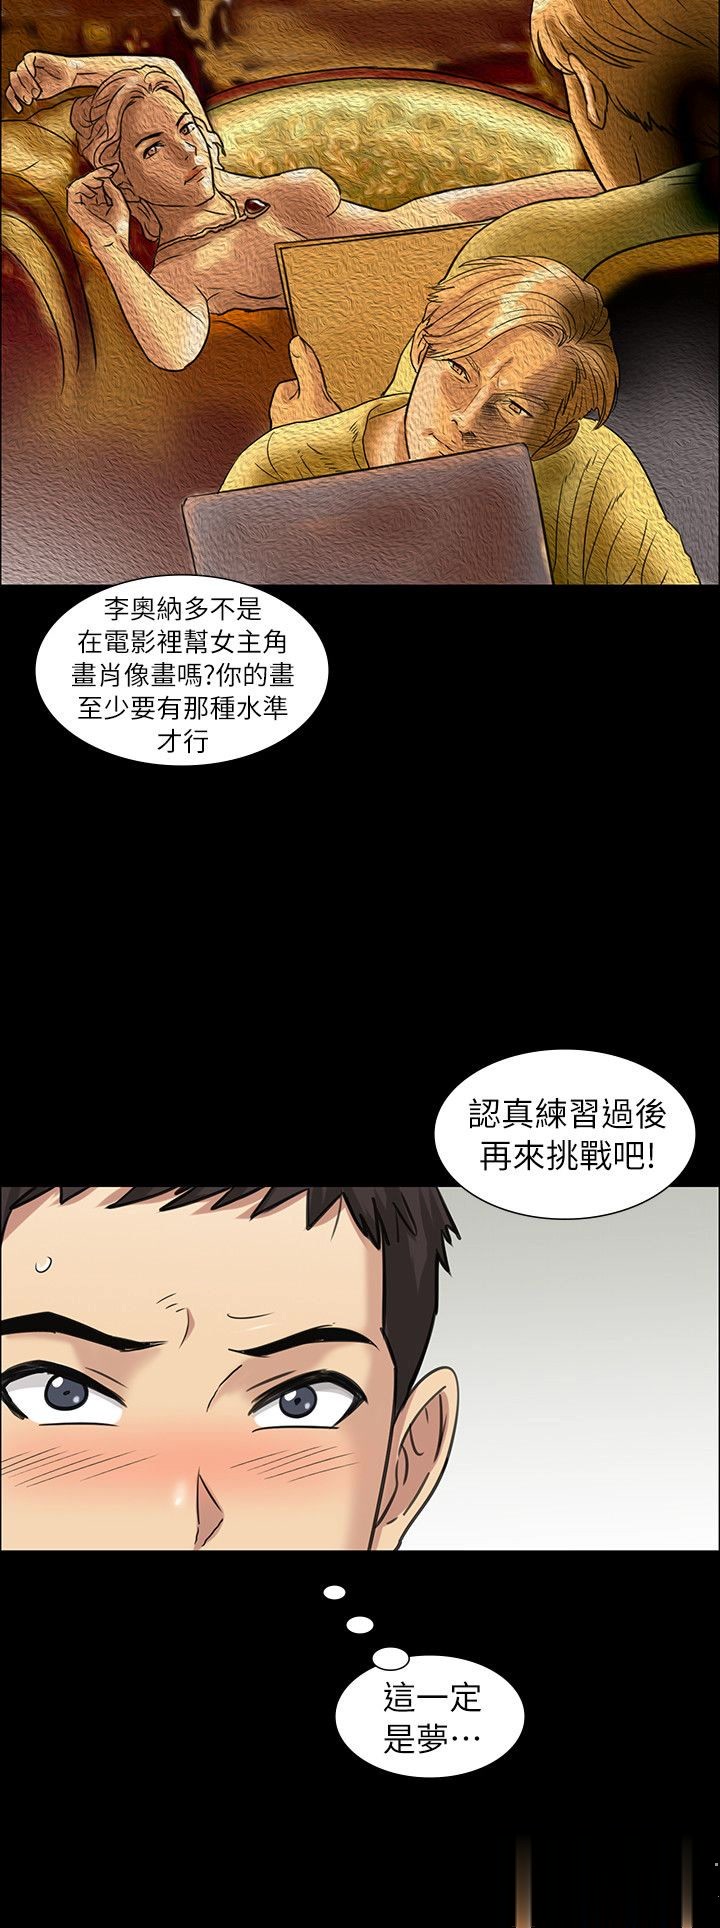 李奧納多不是
在電影裡幫女主角
畫肖像畫嗎?你的畫
至少要有那種水準
才行
認真練習過後
再來挑戰吧!
這一定
是夢⋯